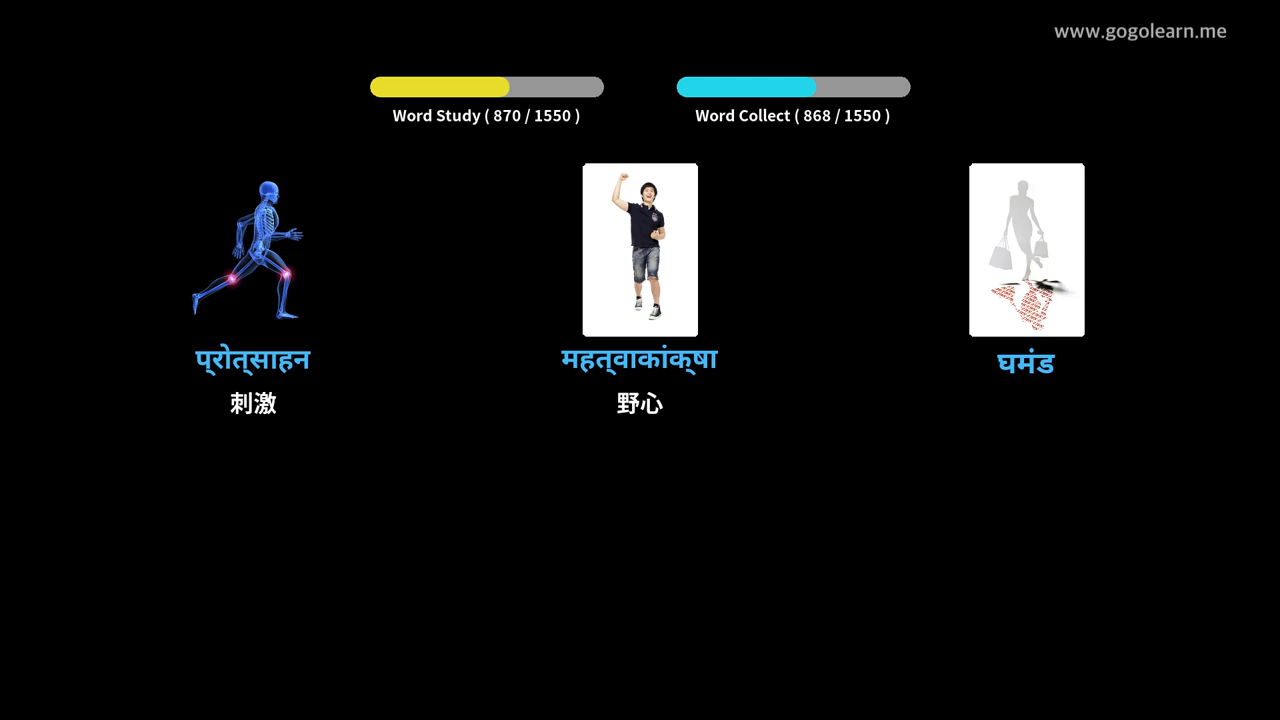 www.gogolearn.me
Word Study ( 870 / 1550 )
Word Collect ( 868 / 1550 )
प्रोत्साहन
महत्वाकांक्षा
घमंड
刺激
野心